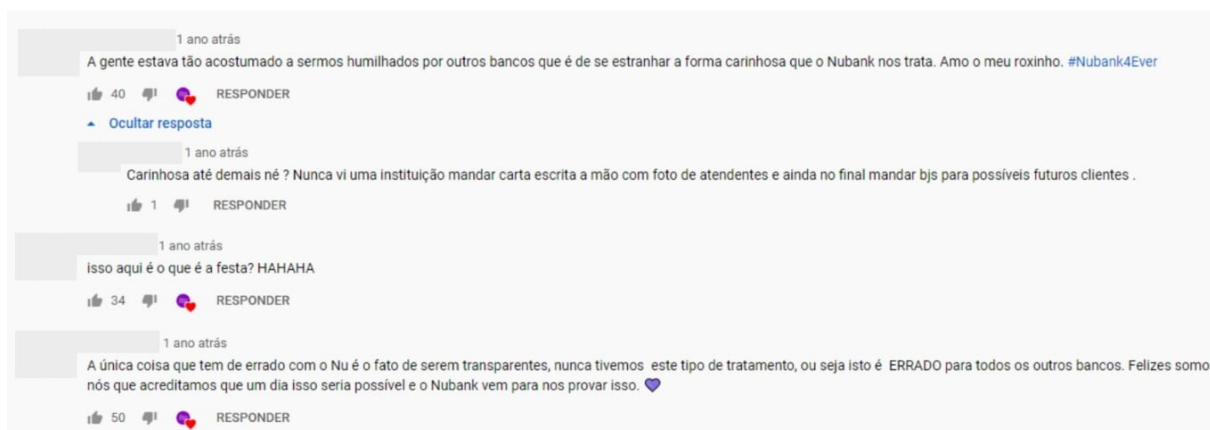 1 ano atrás
A gente estava tão acostumado a sermos humilhados por outros bancos que é de se estranhar a forma carinhosa que o Nubank nos trata. Amo o meu roxinho. #Nubank4Ever
40 RESPONDER
Ocultar resposta
1 ano atrás
Carinhosa até demais né ? Nunca vi uma instituição mandar carta escrita a mão com foto de atendentes e ainda no final mandar bjs para possíveis futuros clientes .
1 RESPONDER
1 ano atrás
isso aqui é o que é a festa? HAHAHA
34 RESPONDER
1 ano atrás
A única coisa que tem de errado com o Nu é o fato de serem transparentes, nunca tivemos este tipo de tratamento, ou seja isto é ERRADO para todos os outros bancos. Felizes somo
nós que acreditamos que um dia isso seria possível e o Nubank vem para nos provar isso. 💜
50 RESPONDER